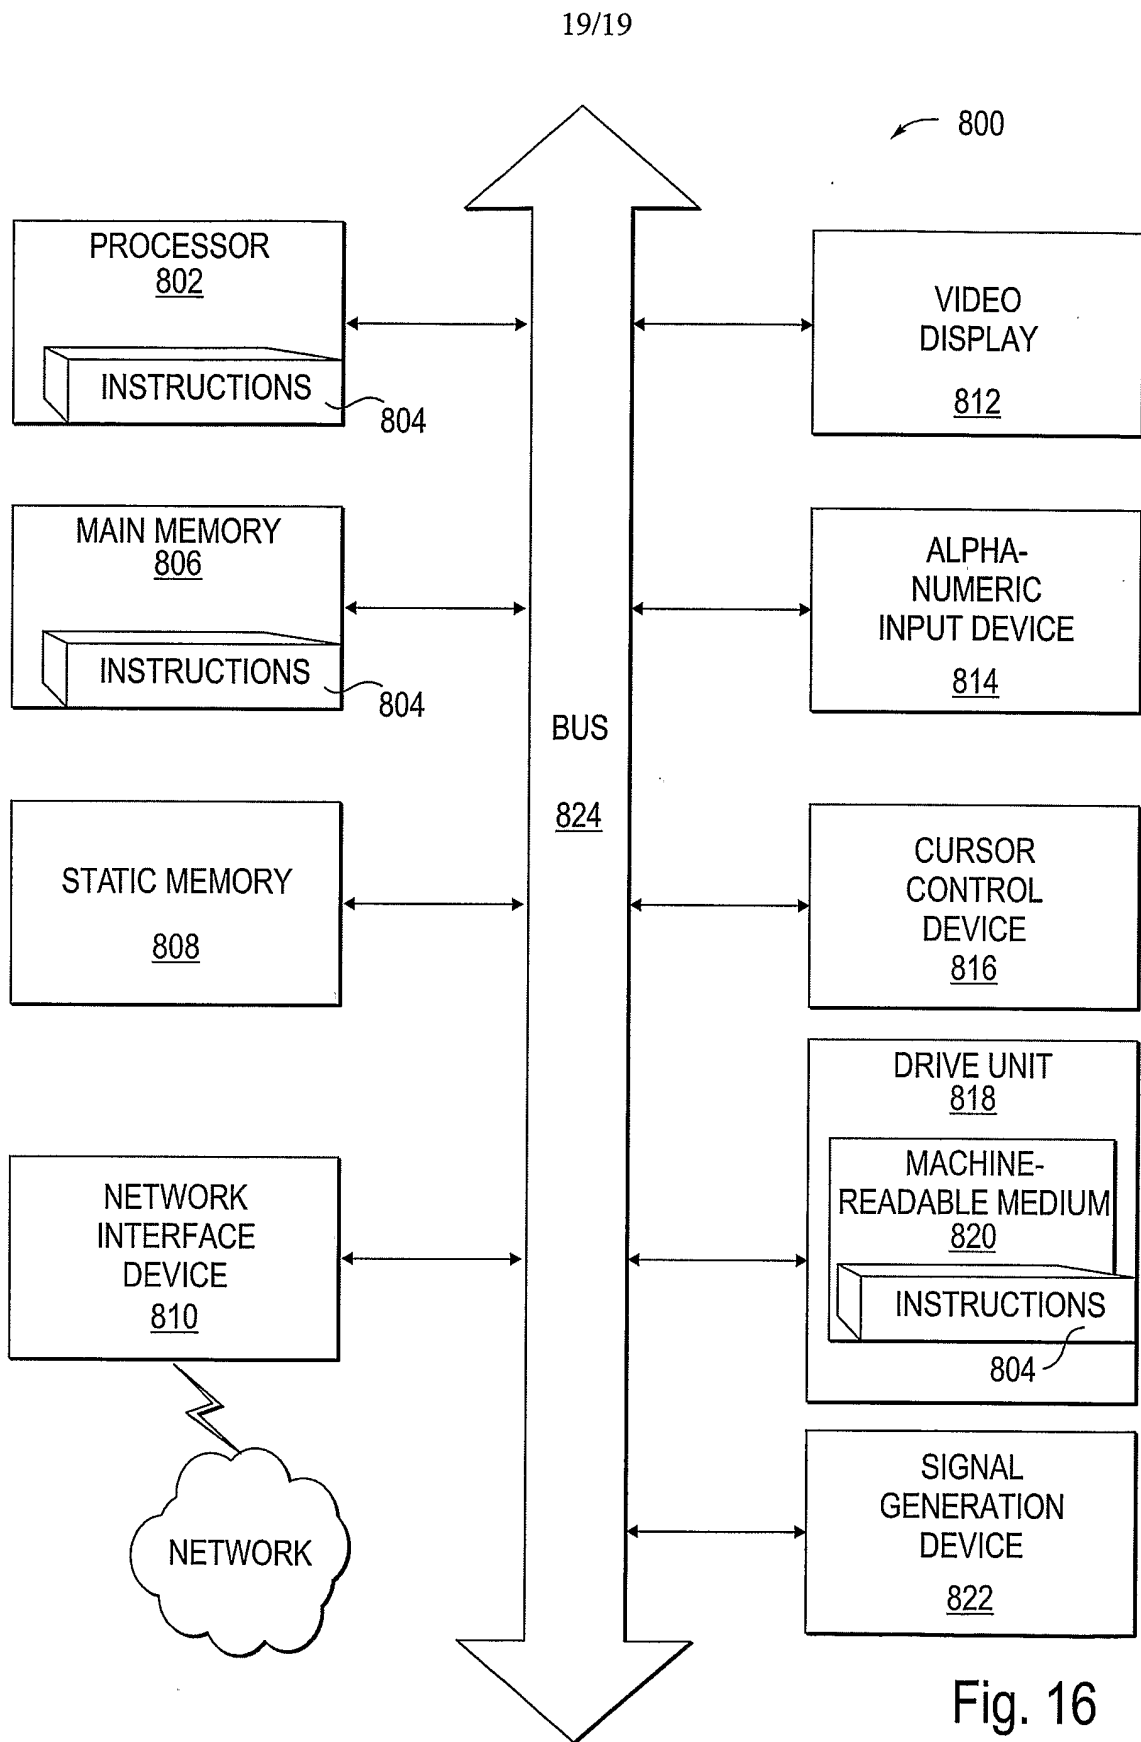 19/19
800
PROCESSOR
802
INSTRUCTIONS
804
MAIN MEMORY
806
INSTRUCTIONS
804
STATIC MEMORY
808
NETWORK
INTERFACE
DEVICE
810
NETWORK
BUS
824
VIDEO
DISPLAY
812
ALPHA-
NUMERIC
INPUT DEVICE
814
CURSOR
CONTROL
DEVICE
816
DRIVE UNIT
818
MACHINE-
READABLE MEDIUM
820
INSTRUCTIONS
804
SIGNAL
GENERATION
DEVICE
822
Fig. 16